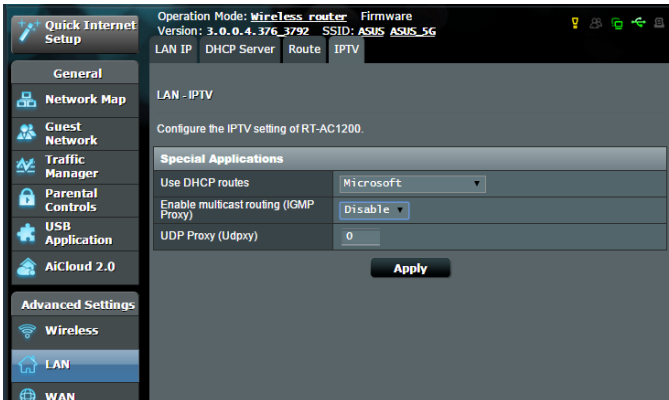 Quick Internet
Setup
Operation Mode: Wireless router Firmware
Version: 3.0.0.4.376_3792 SSID: ASUS ASUS_5G
LAN IP DHCP Server Route IPTV
General
Network Map
Guest
Network
Traffic
Manager
Parental
Controls
USB
Application
AiCloud 2.0
Advanced Settings
Wireless
LAN
WAN
LAN - IPTV
Configure the IPTV setting of RT-AC1200.
Special Applications
Use DHCP routes Microsoft
Enable multicast routing (IGMP
Proxy) Disable
UDP Proxy (Udpxy) 0
Apply